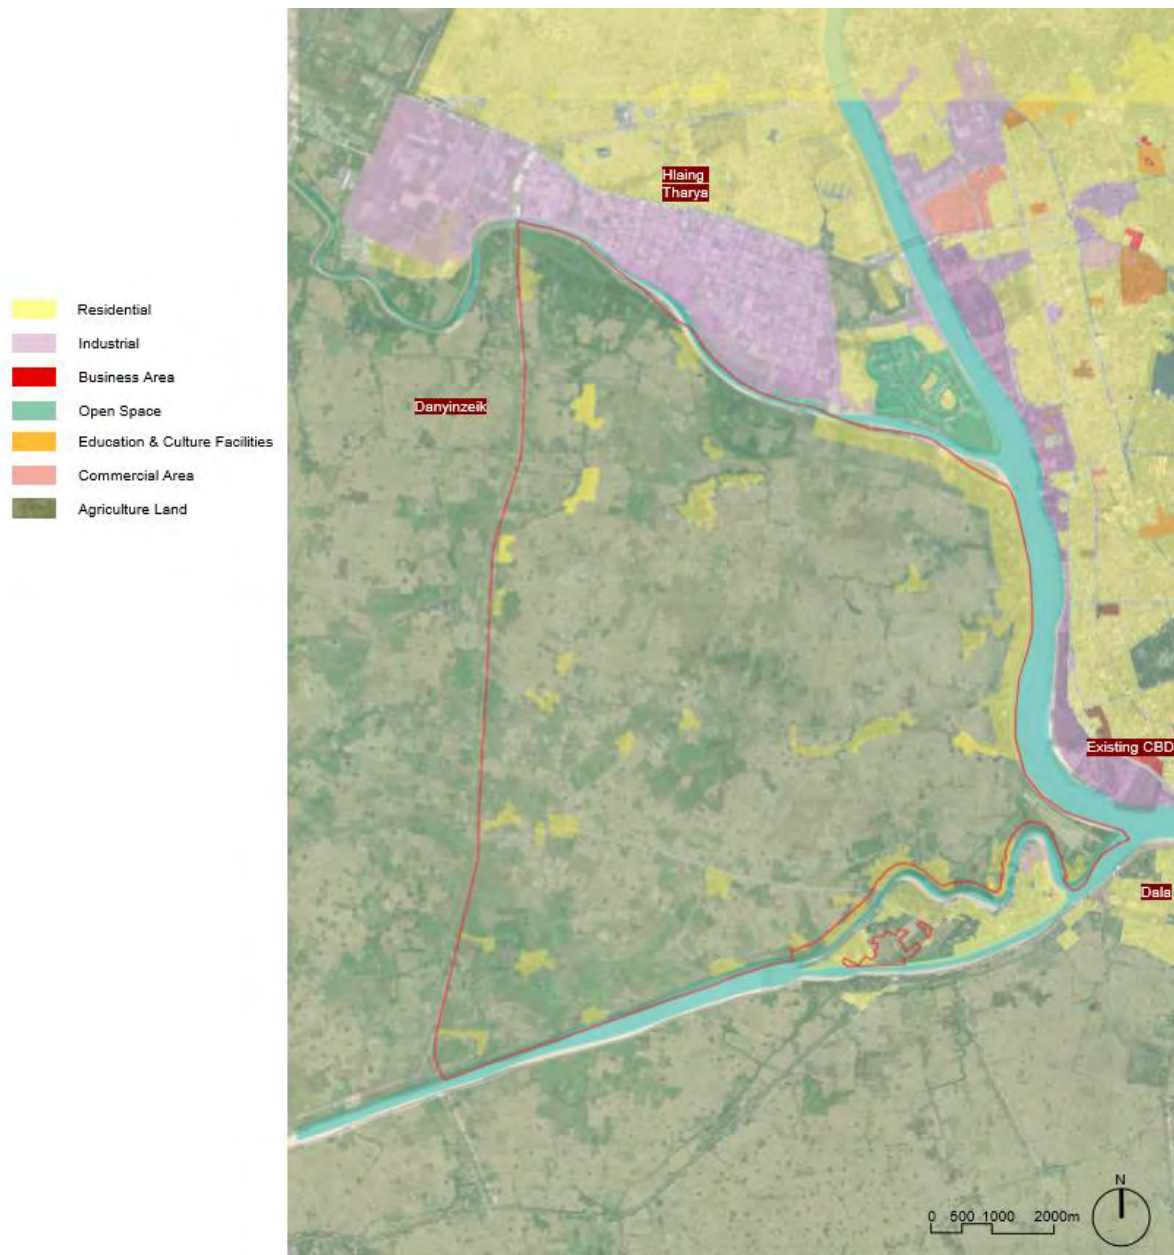 Hlaing
Tharya
Residential
Industrial
Business Area
Danyinzeik
Open Space
Education & Culture Facilities
Commercial Area
Agriculture Land
Existing CBD
Dala
N
0 500 1000 2000m